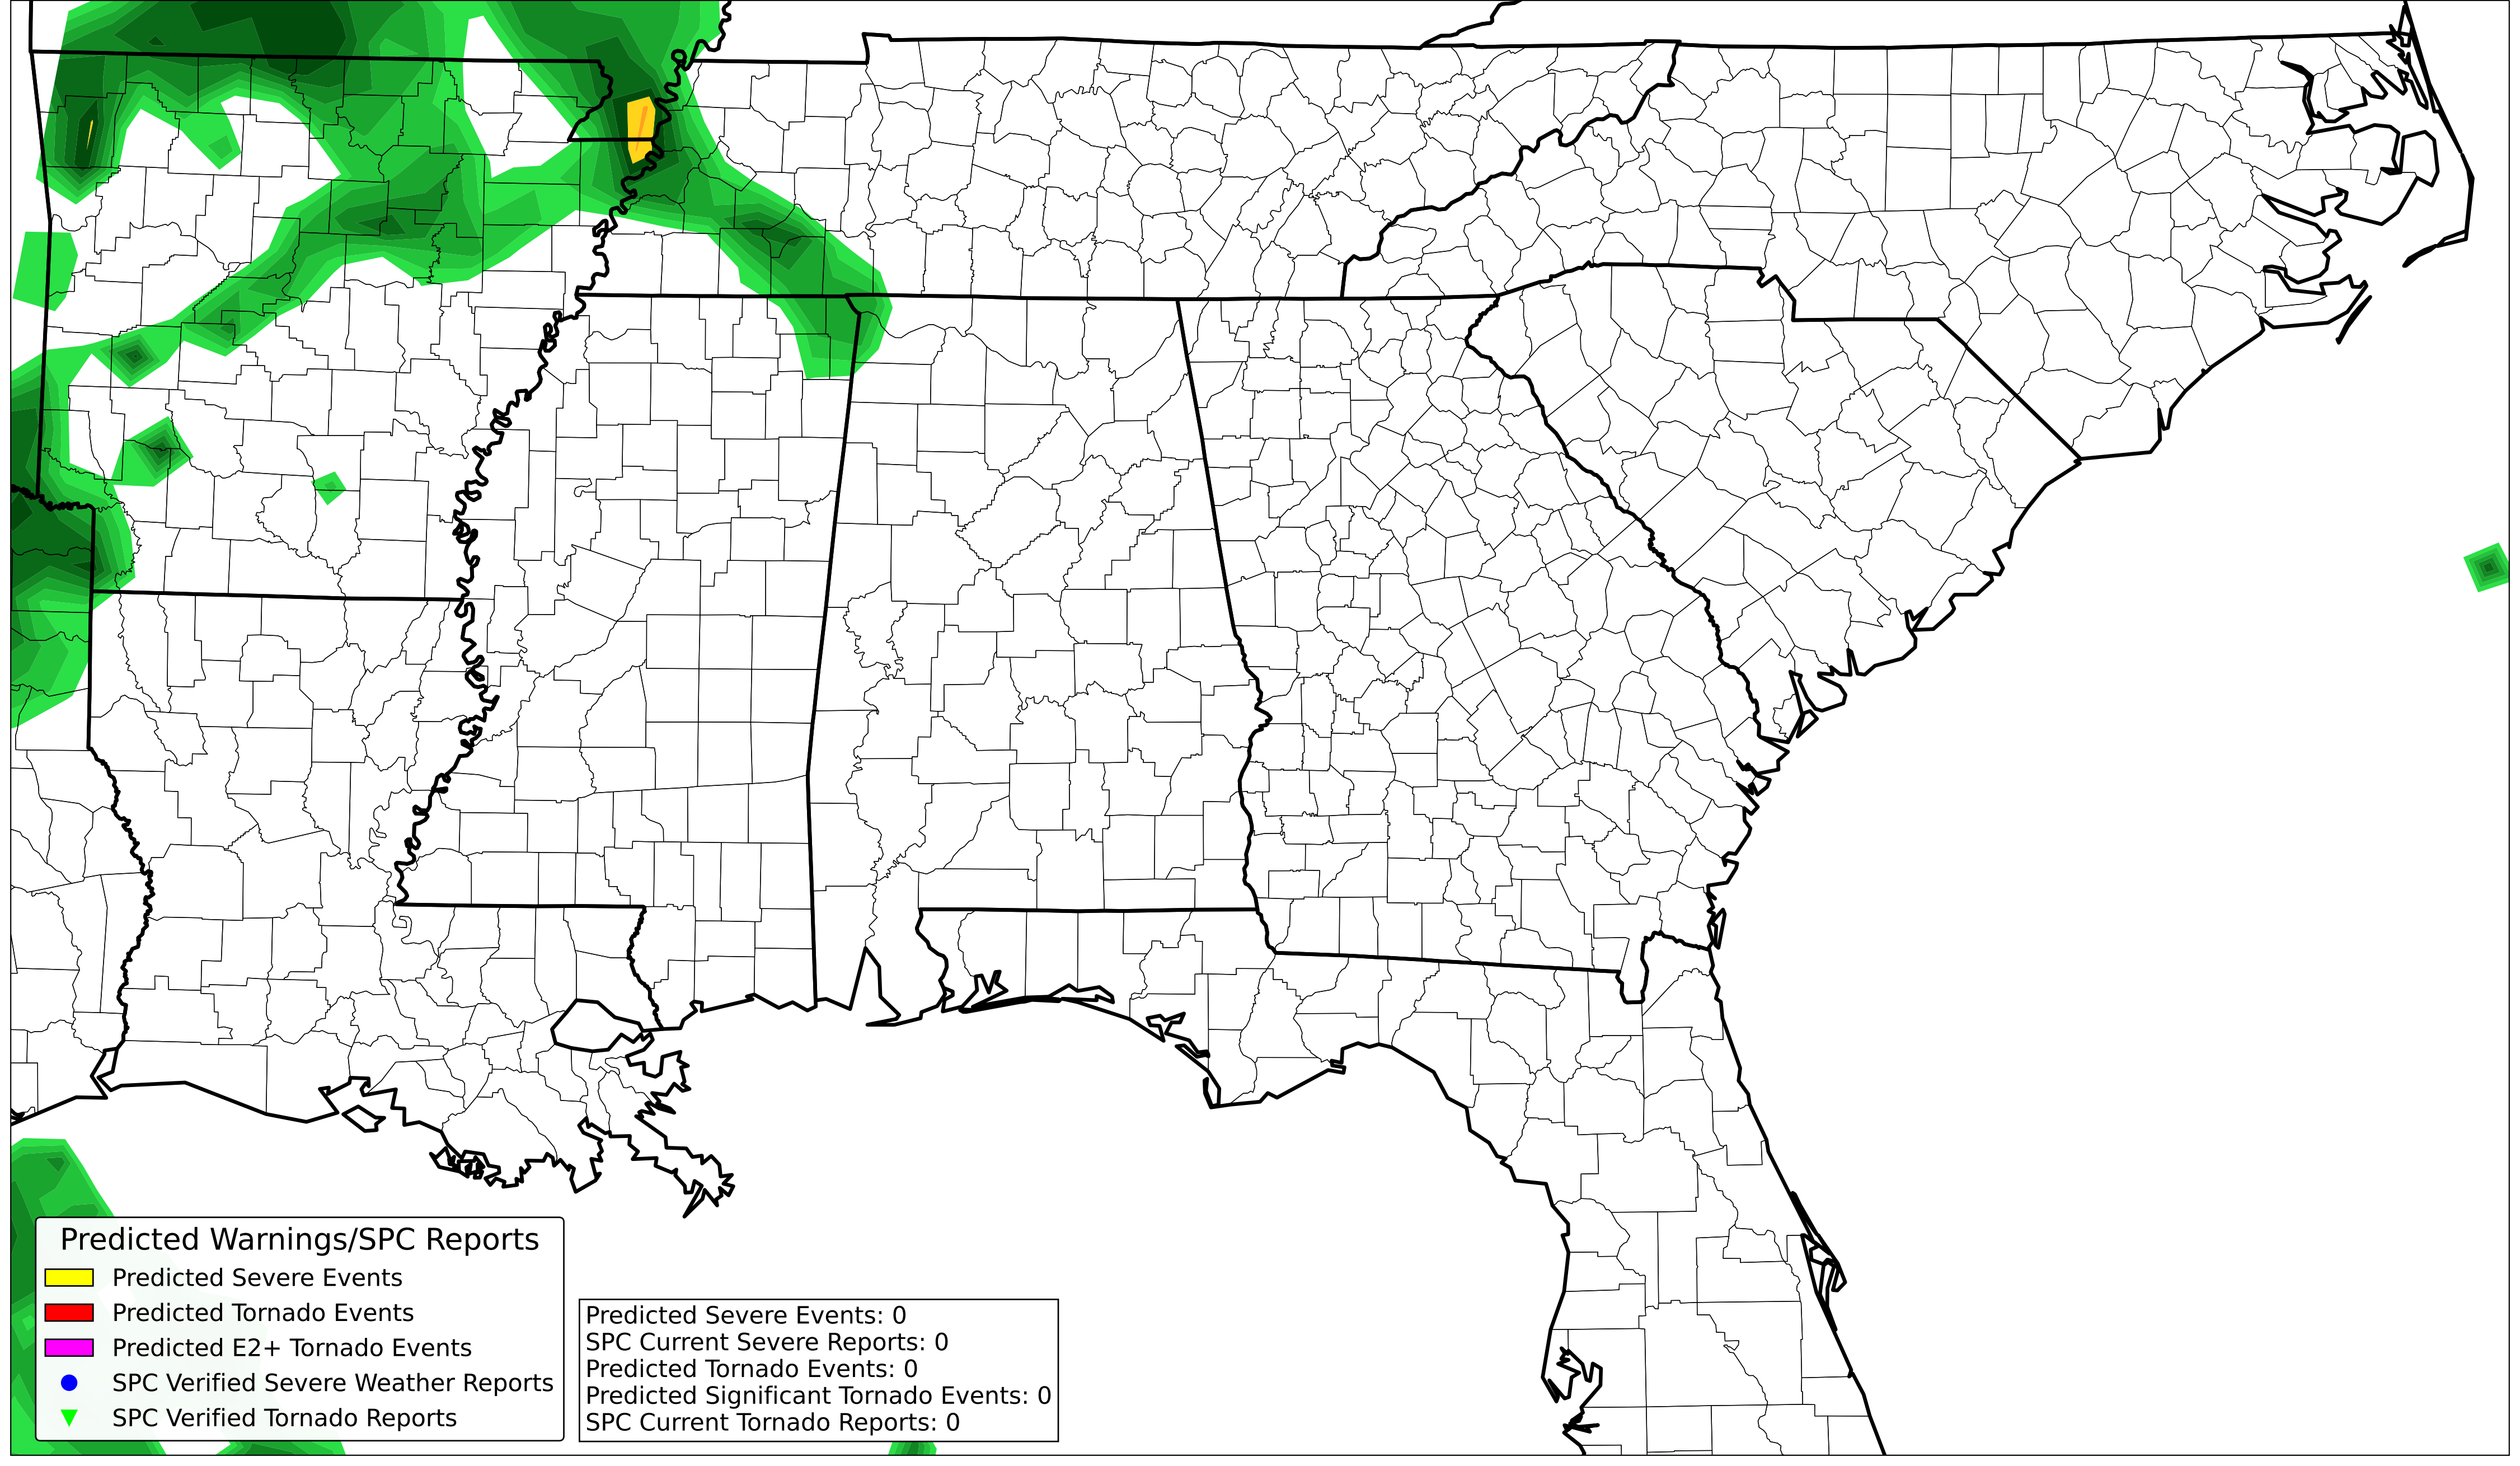 Predicted Warnings/SPC Reports
Predicted Severe Events
Predicted Tornado Events
Predicted E2+ Tornado Events
SPC Verified Severe Weather Reports
SPC Verified Tornado Reports
Predicted Severe Events: 0
SPC Current Severe Reports: 0
Predicted Tornado Events: 0
Predicted Significant Tornado Events: 0
SPC Current Tornado Reports: 0